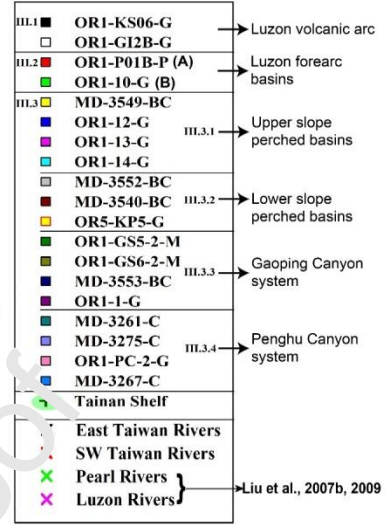 III.1 OR1-KS06-G
OR1-GI2B-G
Luzon volcanic arc
III.2 OR1-P01B-P (A)
OR1-10-G (B)
Luzon forearc
basins
III.3 MD-3549-BC
OR1-12-G
OR1-13-G
OR1-14-G
III.3.1
Upper slope
perched basins
MD-3552-BC
MD-3540-BC
OR5-KP5-G
III.3.2
Lower slope
perched basins
OR1-GS5-2-M
OR1-GS6-2-M
MD-3553-BC
OR1-1-G
III.3.3
Gaoping Canyon
system
MD-3261-C
MD-3275-C
OR1-PC-2-G
MD-3267-C
III.3.4
Penghu Canyon
system
Tainan Shelf
East Taiwan Rivers
SW Taiwan Rivers
Pearl Rivers
Luzon Rivers
Liu et al., 2007b, 2009